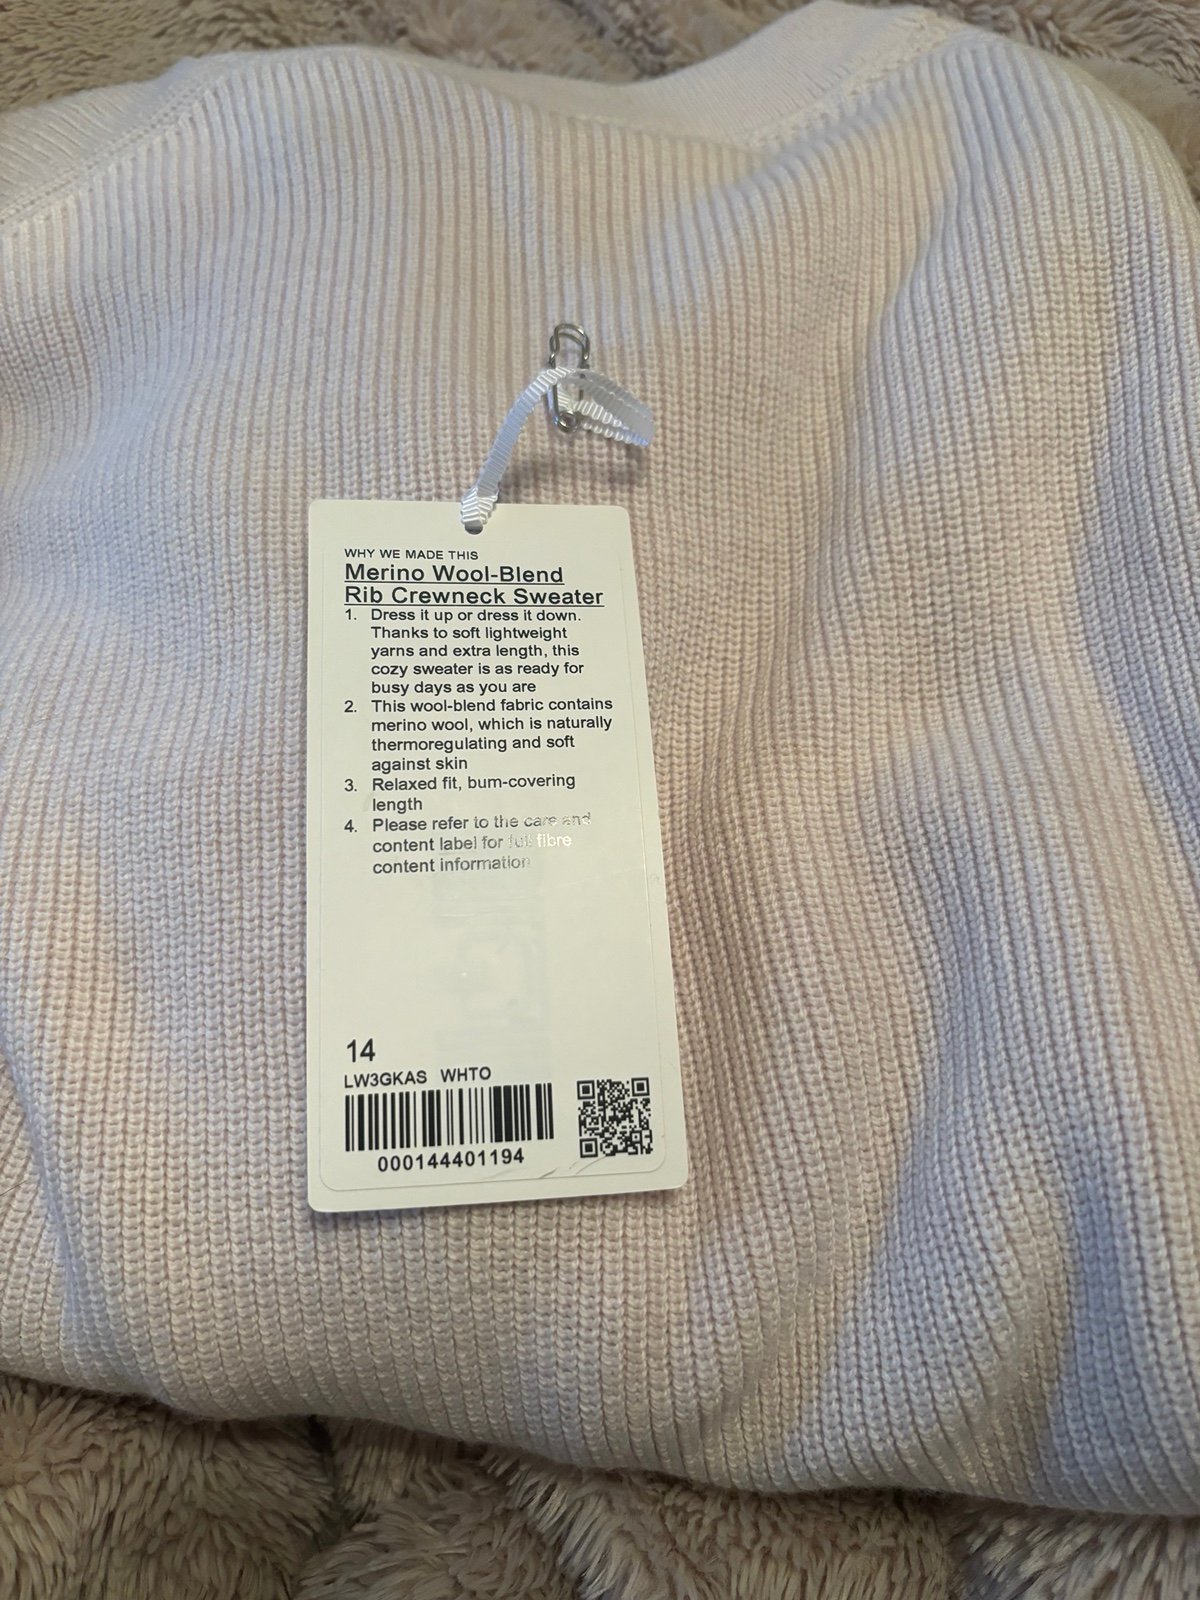 WHY WE MADE THIS
Merino Wool-Blend
Rib Crewneck Sweater
1. Dress it up or dress it down.
Thanks to soft lightweight
yarns and extra length, this
cozy sweater is as ready for
busy days as you are
2. This wool-blend fabric contains
merino wool, which is naturally
thermoregulating and soft
against skin
3. Relaxed fit, bum-covering
length
4. Please refer to the care and
content label for full fibre
content information
14
LW3GKAS WHTO
000144401194